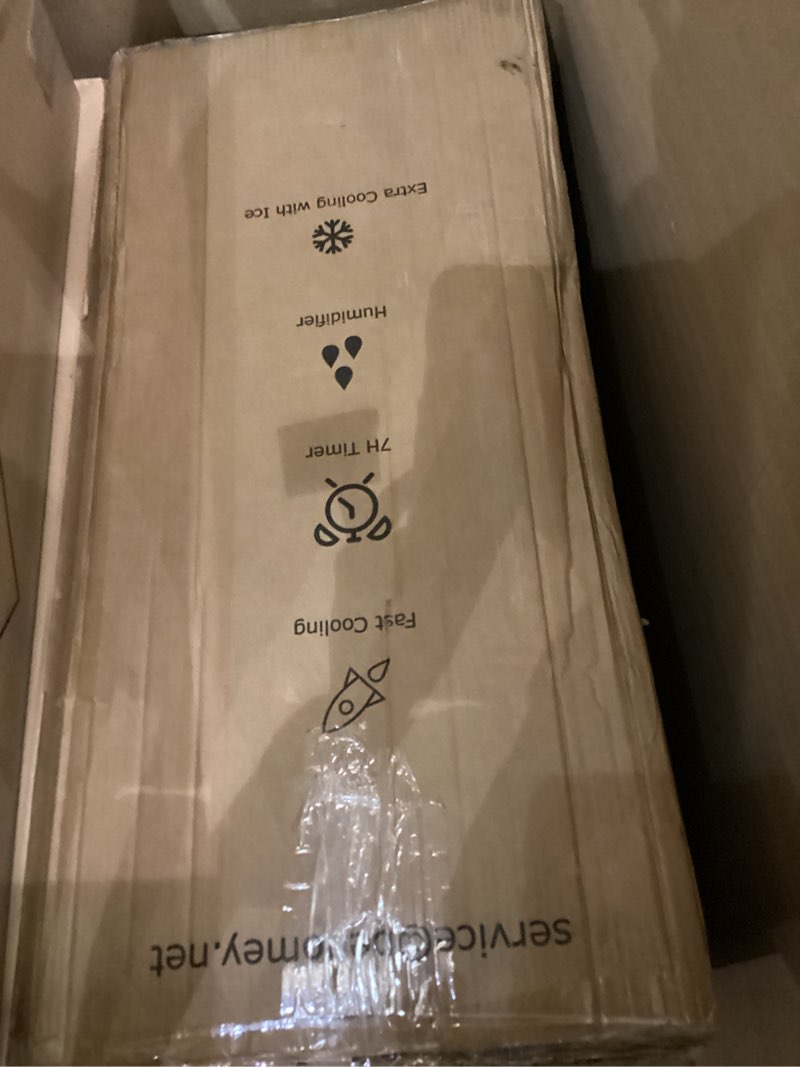 Fast Cooling
7H Timer
Humidifier
Extra Cooling with Ice